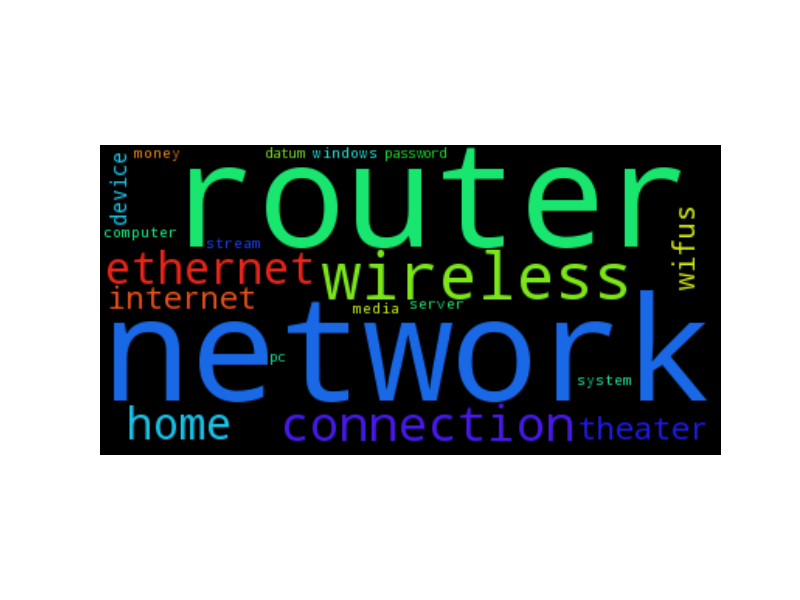 device
money
datum
windows
password
router
computer
stream
wifus
ethernet
wireless
internet
media
server
network
pc
system
home
connection
theater